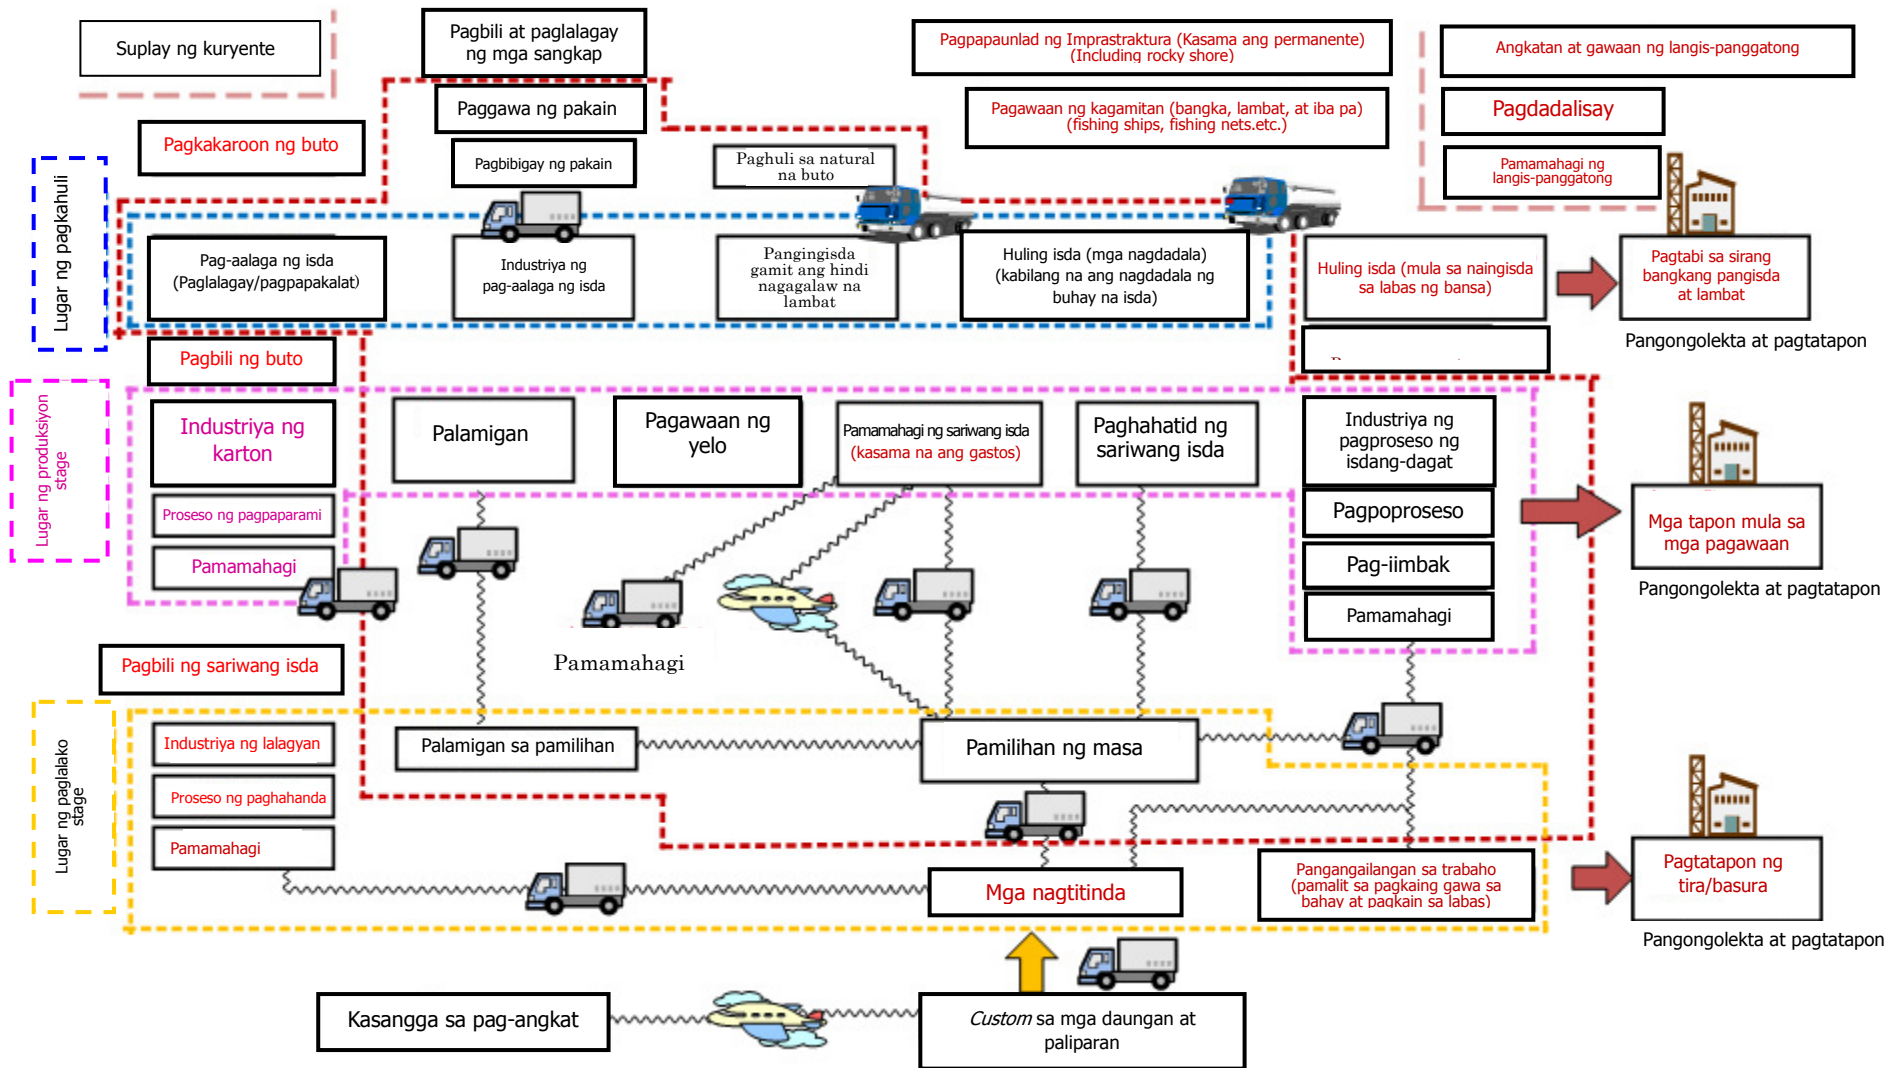 Suplay ng kuryente
Pagbili at paglalagay
ng mga sangkap
Pagpapaunlad ng Imprastraktura (Kasama ang permanente)
(Including rocky shore)
Angkatan at gawaan ng langis-panggatong
Paggawa ng pakain
Pagawaan ng kagamitan (bangka, lambat, at iba pa)
(fishing ships, fishing nets.etc.)
Pagdadalisay
Pagkakaroon ng buto
Pagbibigay ng pakain
Paghuli sa natural
na buto
Pamamahagi ng
langis-panggatong
Lugar ng pagkahuli
Pag-aalaga ng isda
(Paglalagay/pagpapakalat)
Industriya ng
pag-aalaga ng isda
Pangingisda
gamit ang hindi
nagagalaw na
lambat
Huling isda (mga nagdadala)
(kabilang na ang nagdadala ng
buhay na isda)
Huling isda (mula sa naingisda
sa labas ng bansa)
Pagtabi sa sirang
bangkang pangisda
at lambat
Pangongolekta at pagtatapon
Pagbili ng buto
Lugar ng produksiyon
stage
Industriya ng
karton
Palamigan
Pagawaan ng
yelo
Pamamahagi ng sariwang isda
(kasama na ang gastos)
Paghahatid ng
sariwang isda
Industriya ng
pagproseso ng
isdang-dagat
Proseso ng pagpaparami
Pagpoproseso
Mga tapon mula sa
mga pagawaan
Pamamahagi
Pag-iimbak
Pangongolekta at pagtatapon
Pamamahagi
Pamamahagi
Pagbili ng sariwang isda
Lugar ng paglalako
stage
Industriya ng lalagyan
Palamigan sa pamilihan
Pamilihan ng masa
Proseso ng paghahanda
Pamamahagi
Mga nagtitinda
Pangangailangan sa trabaho
(pamalit sa pagkaing gawa sa
bahay at pagkain sa labas)
Pagtatapon ng
tira/basura
Pangongolekta at pagtatapon
Kasangga sa pag-angkat
Custom sa mga daungan at
paliparan